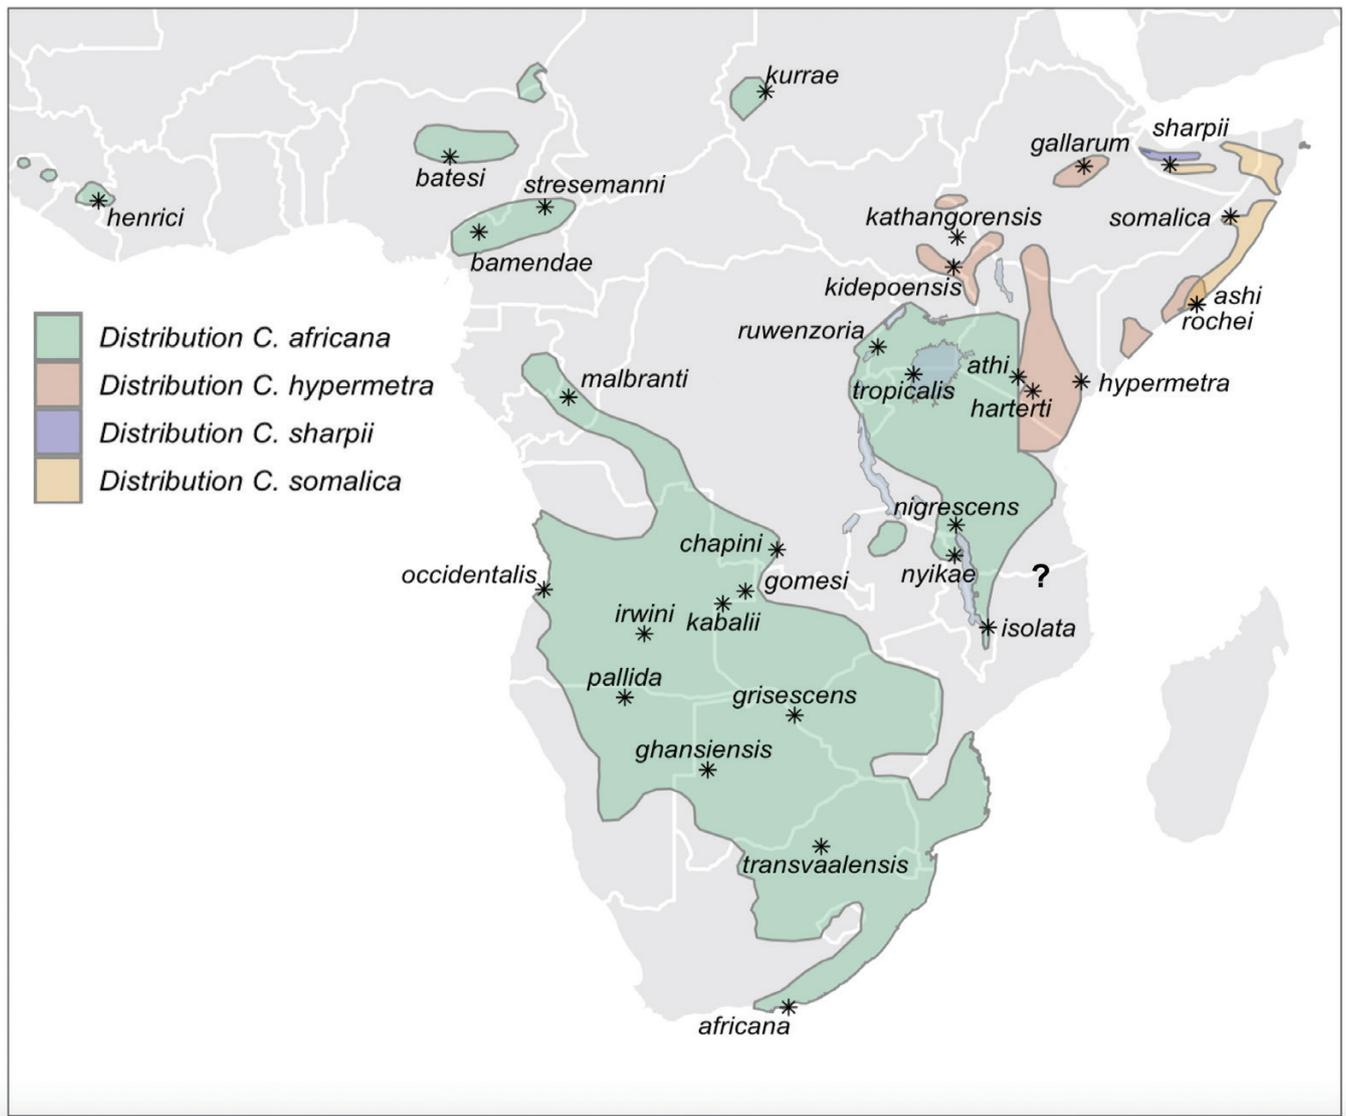 kurrae
sharpii
gallarum
batesi
stresemanni
henrici
kathangorensis
somalica
bamendae
kidepoensis
ashi
rochei
ruwenzoria
Distribution C. africana
athi
malbranti
tropicalis
hypermetra
Distribution C. hypermetra
harterti
Distribution C. sharpii
Distribution C. somalica
nigrescens
chapini
occidentalis
gomesi
nyikae
?
irwini
kabalii
isolata
pallida
grisescens
ghansiensis
transvaalensis
africana